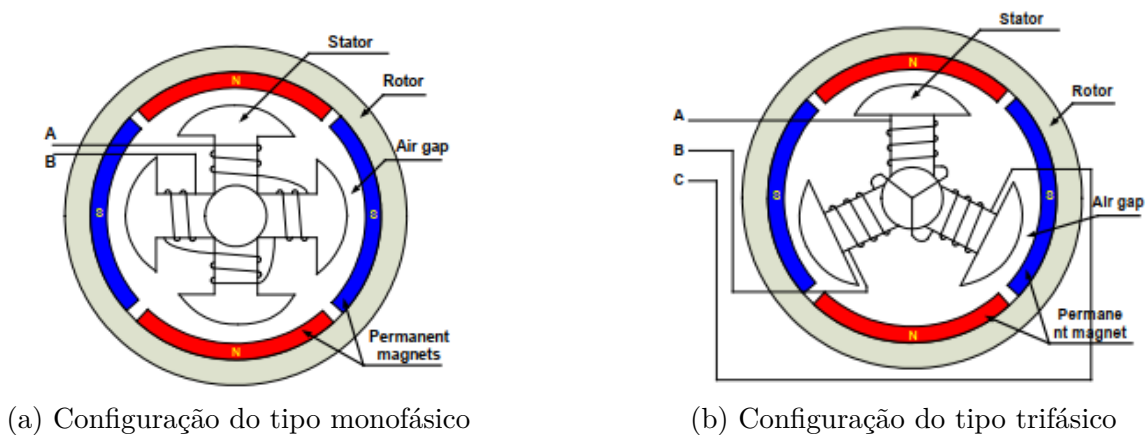 Stator
N
Rotor
A
B
Air gap
S
S
N
Permanent
magnets
(a) Configuração do tipo monofásico
Stator
N
Rotor
A
B
C
S
S
Air gap
N
Permane
nt magnet
(b) Configuração do tipo trifásico